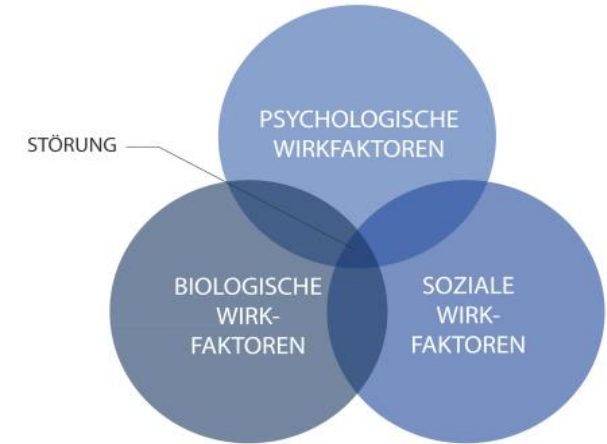 PSYCHOLOGISCHE
WIRKFAKTOREN
STÖRUNG
BIOLOGISCHE
WIRK-
FAKTOREN
SOZIALE
WIRK-
FAKTOREN